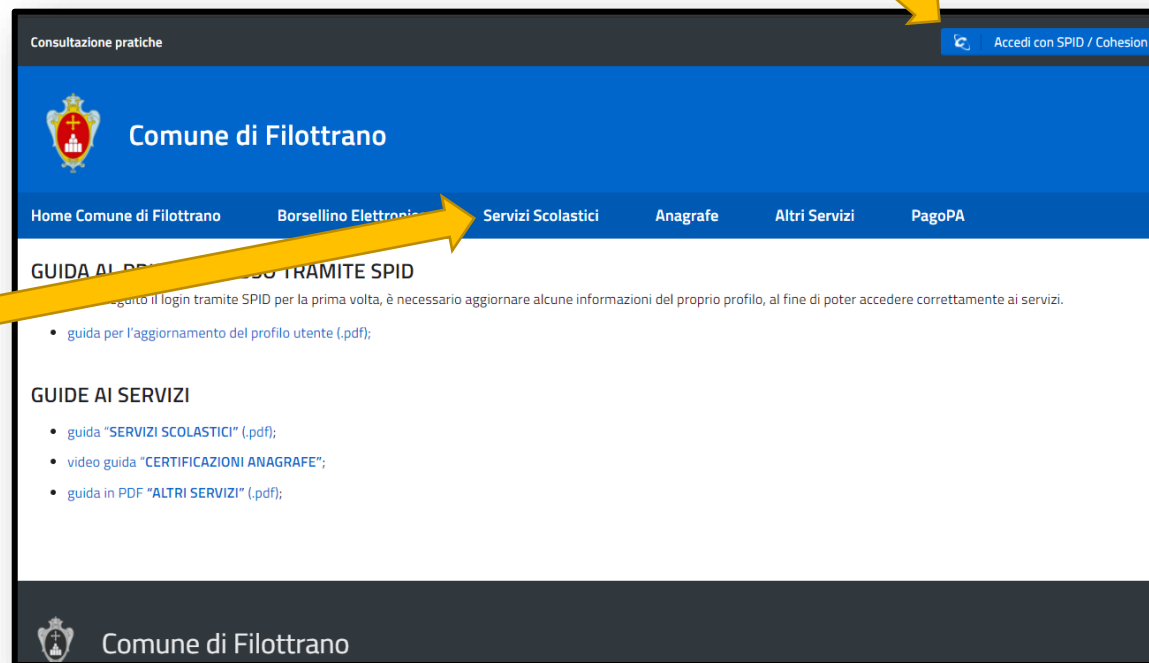 Consultazione pratiche
Accedi con SPID / Cohesion
Comune di Filottrano
Home Comune di Filottrano Borsellino Servizi Scolastici Anagrafe Altri Servizi PagoPA
GUIDA AL TRAMITE SPID
il login tramite SPID per la prima volta, è necessario aggiornare alcune informazioni del proprio profilo, al fine di poter accedere correttamente ai servizi.
• guida per l'aggiornamento del profilo utente (.pdf);
GUIDE AI SERVIZI
• guida "SERVIZI SCOLASTICI" (.pdf);
• video guida "CERTIFICAZIONI ANAGRAFE";
• guida in PDF "ALTRI SERVIZI" (.pdf);
Comune di Filottrano